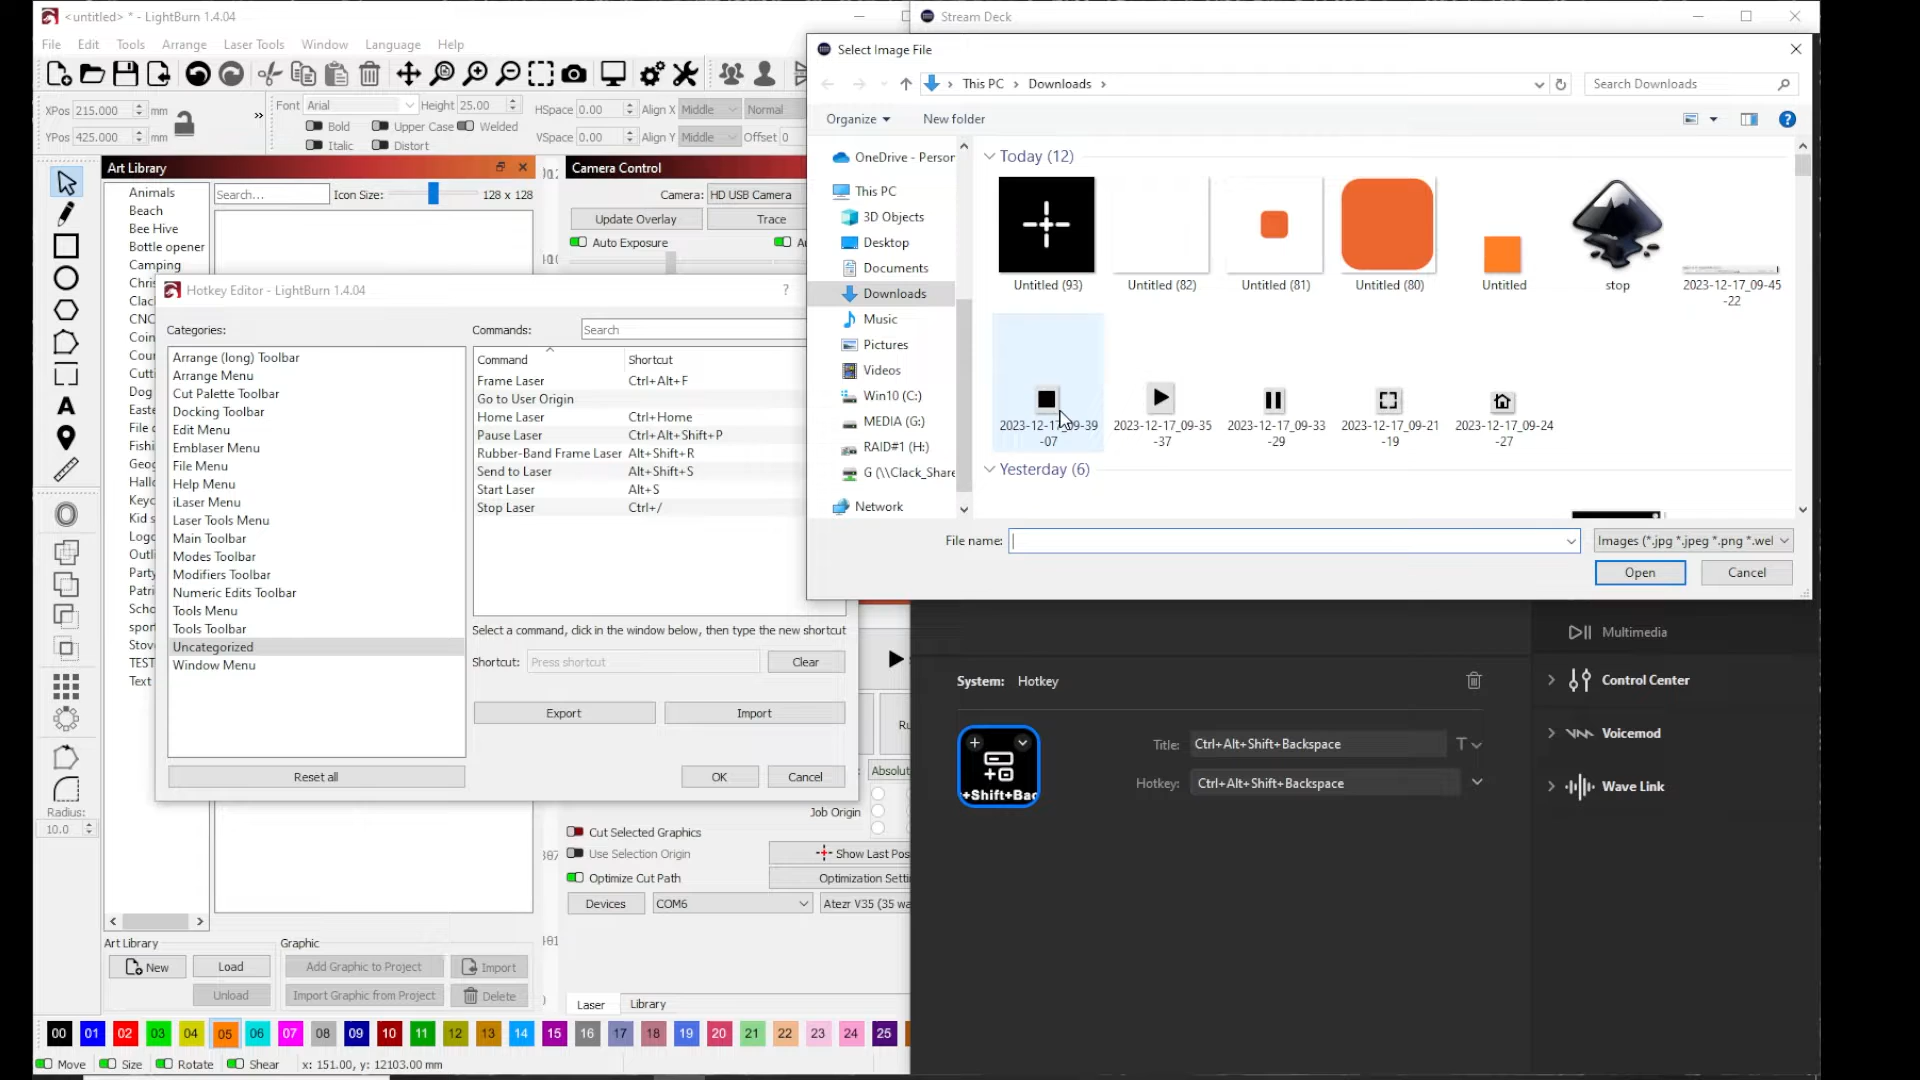 <untitled> * - LightBurn 1.4.04
File Edit Tools Arrange Laser Tools Window Language Help
XPos 215.000 mm
YPos 425.000 mm
»
Font Arial Height 25.00 HSpace 0.00 Align X Middle Normal
Bold Upper Case Welded
Italic Distort VSpace 0.00 Align Y Middle Offset 0
Art Library
Animals
Beach
Bee Hive
Bottle opener
Camping
Search... Icon Size: 128 x 128
Camera Control
Camera: HD USB Camera
Update Overlay Trace
Auto Exposure
Hotkey Editor - LightBurn 1.4.04 ?
Categories:
Arrange (long) Toolbar
Arrange Menu
Cut Palette Toolbar
Docking Toolbar
Edit Menu
Emblaser Menu
File Menu
Help Menu
iLaser Menu
Laser Tools Menu
Main Toolbar
Modes Toolbar
Modifiers Toolbar
Numeric Edits Toolbar
Tools Menu
Tools Toolbar
Uncategorized
Window Menu
Reset all
Commands: Search
Command Shortcut
Frame Laser Ctrl+Alt+F
Go to User Origin
Home Laser Ctrl+Home
Pause Laser Ctrl+Alt+Shift+P
Rubber-Band Frame Laser Alt+Shift+R
Send to Laser Alt+Shift+S
Start Laser Alt+S
Stop Laser Ctrl+/
Select a command, click in the window below, then type the new shortcut
Shortcut: Press shortcut Clear
Export Import
OK Cancel
Absolut
Job Origin
Cut Selected Graphics
Use Selection Origin
Show Last Pos
Optimize Cut Path
Optimization Setti
Devices COM6 Atezr V35 (35 wa
Laser Library
Text
TEST
Art Library
New Load
Unload
Graphic
Add Graphic to Project Import
Import Graphic from Project Delete
Radius:
10.0
00 01 02 03 04 05 06 07 08 09 10 11 12 13 14 15 16 17 18 19 20 21 22 23 24 25
Move Size Rotate Shear x: 151.00, y: 12103.00 mm
Stream Deck
Select Image File
This PC > Downloads >
Search Downloads
Organize New folder
OneDrive - Person
This PC
3D Objects
Desktop
Documents
Downloads
Music
Pictures
Videos
Win10 (C:)
MEDIA (G:)
RAID#1 (H:)
G (\\Clack_Share
Network
Today (12)
Untitled (93) Untitled (82) Untitled (81) Untitled (80) Untitled stop 2023-12-17_09-45
-22
2023-12-17_09-39
-07
2023-12-17_09-35
-37
2023-12-17_09-33
-29
2023-12-17_09-21
-19
2023-12-17_09-24
-27
Yesterday (6)
File name: Images (*.jpg *.jpeg *.png *.wel
Open Cancel
System: Hotkey
+Shift+Bac
Title: Ctrl+Alt+Shift+Backspace T
Hotkey: Ctrl+Alt+Shift+Backspace
Multimedia
Control Center
Voicemod
Wave Link